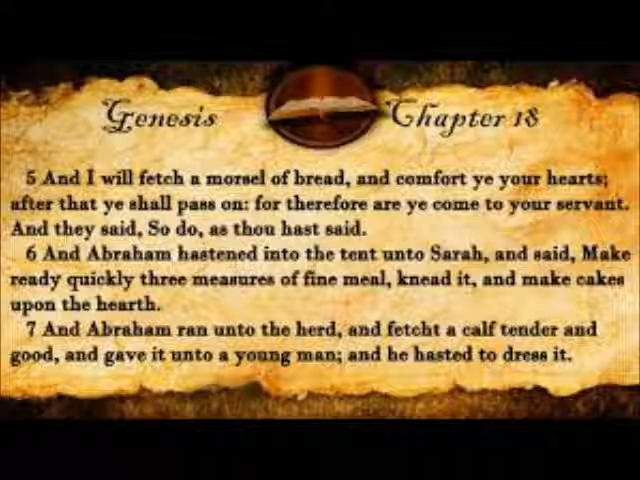 Genesis Chapter 18
5 And I will fetch a morsel of bread, and comfort ye your hearts;
after that ye shall pass on: for therefore are ye come to your servant.
And they said, So do, as thou hast said.
6 And Abraham hastened into the tent unto Sarah, and said, Make
ready quickly three measures of fine meal, knead it, and make cakes
upon the hearth.
7 And Abraham ran unto the herd, and fetcht a calf tender and
good, and gave it unto a young man; and he hasted to dress it.